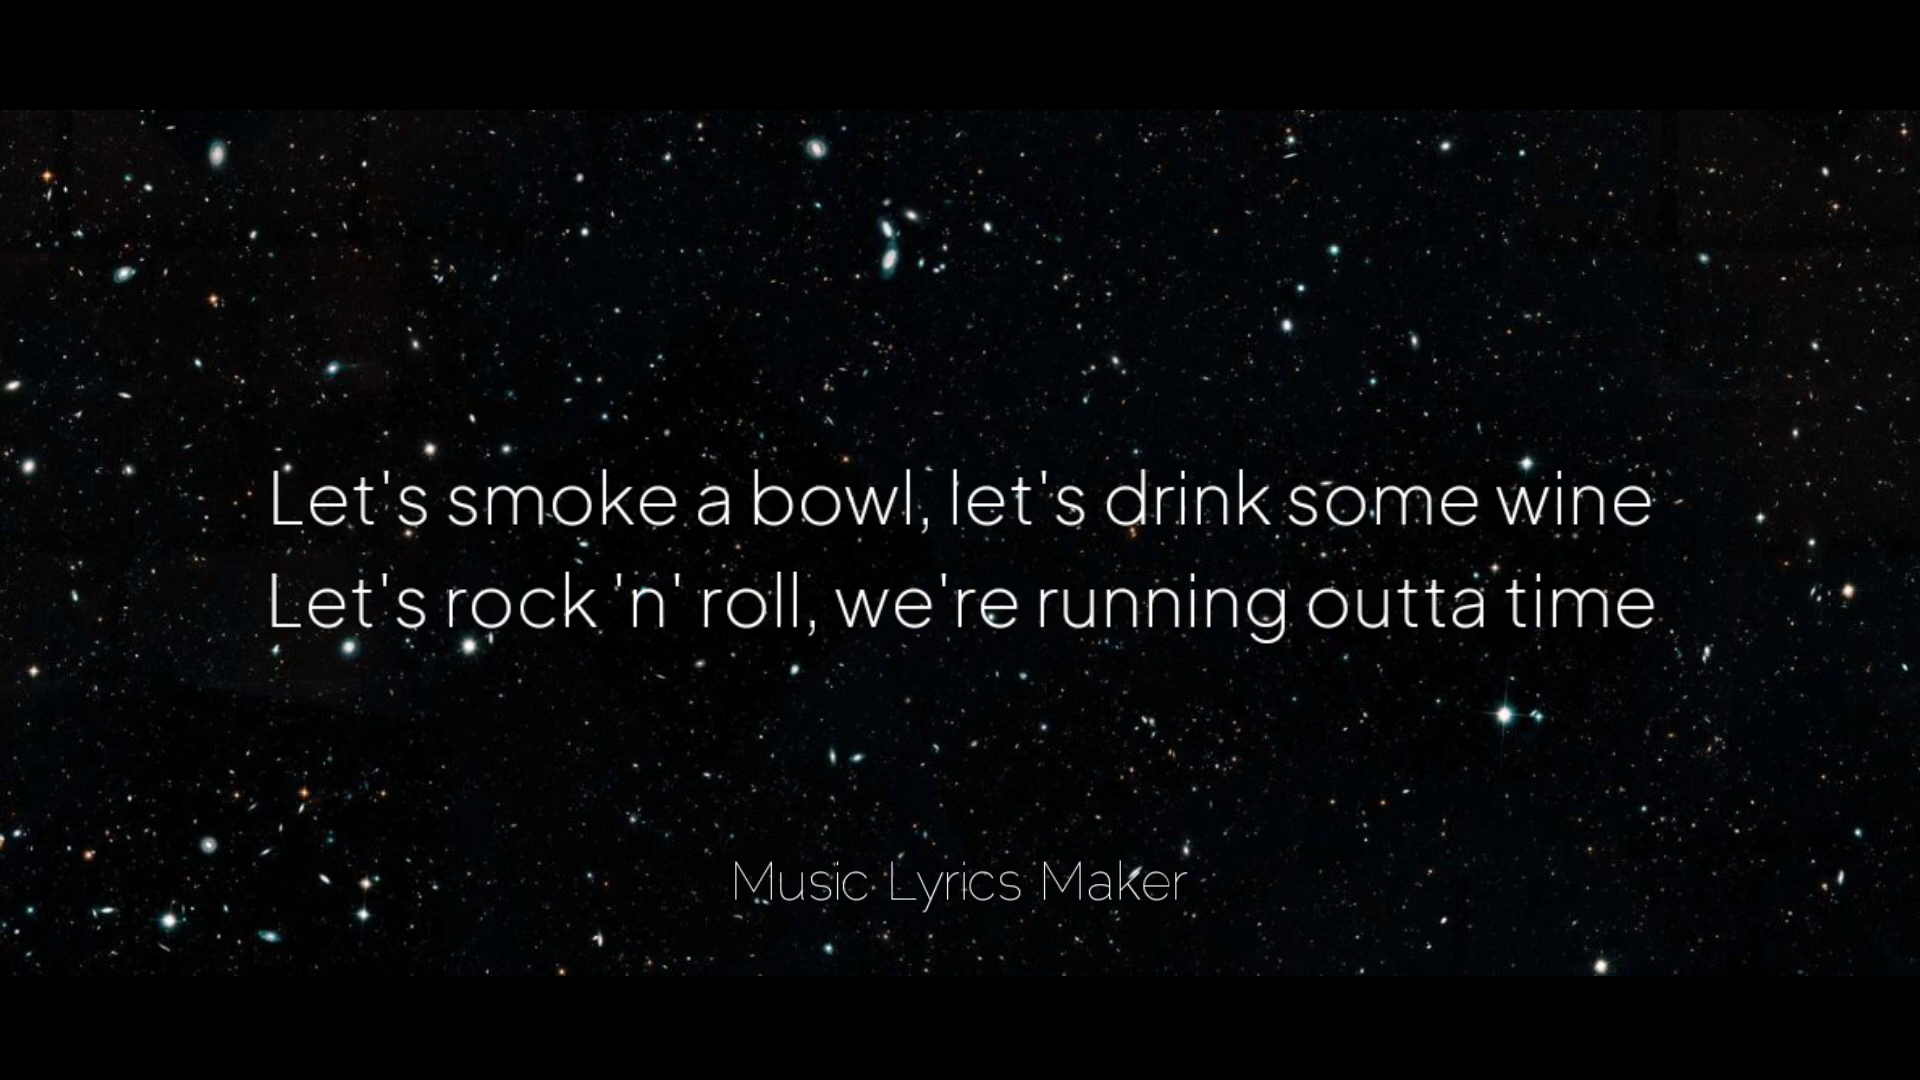 Let's smoke a bowl, let's drink some wine
Let's rock 'n' roll, we're running outta time
Music Lyrics Maker